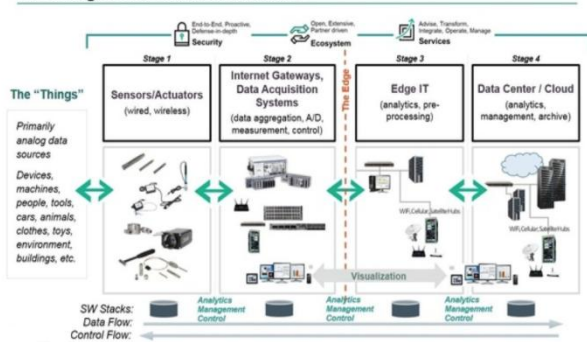 End-to-End, Proactive,
Defense-in-depth
Security
Open, Extensive,
Partner driven
Ecosystem
Advise, Transform,
Integrate, Operate, Manage
Services
Stage 1
Stage 2
Stage 3
Stage 4
The "Things"
Primarily
analog data
sources
Devices,
machines,
people, tools,
cars, animals,
clothes, toys,
environment,
buildings, etc.
Sensors/Actuators
(wired, wireless)
Internet Gateways,
Data Acquisition
Systems
(data aggregation, A/D,
measurement, control)
The Edge
Edge IT
(analytics, pre-
processing)
Data Center / Cloud
(analytics,
management, archive)
WiFi,Cellular,SatelliteHubs
WiFi,Cellular,SatelliteHubs
Visualization
SW Stacks:
Analytics
Management
Control
Analytics
Management
Control
Analytics
Management
Control
Data Flow:
Control Flow: